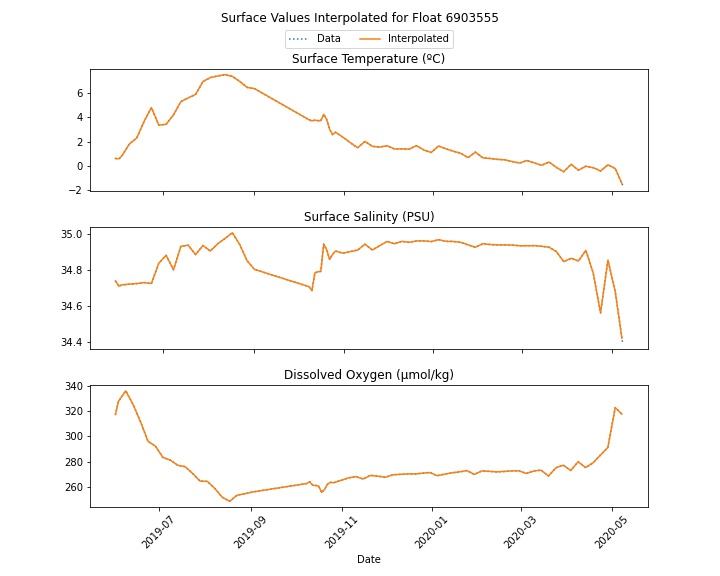 Surface Values Interpolated for Float 6903555
Data
Interpolated
Surface Temperature (ºC)
6
4
2
0
−2
Surface Salinity (PSU)
35.0
34.8
34.6
34.4
Dissolved Oxygen (µmol/kg)
340
320
300
280
260
2019-07
2019-09
2019-11
2020-01
2020-03
2020-05
Date